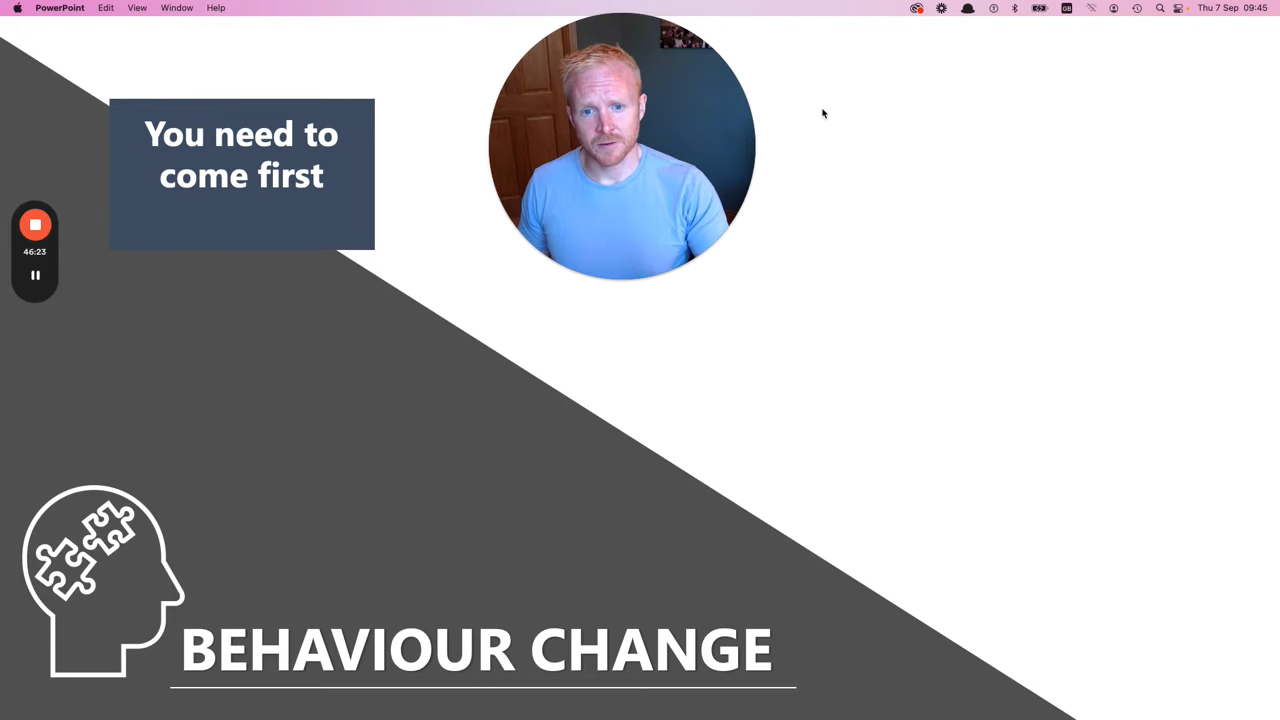 PowerPoint Edit View Window Help
GB
Thu 7 Sep 09:45
You need to
come first
46:23
BEHAVIOUR CHANGE